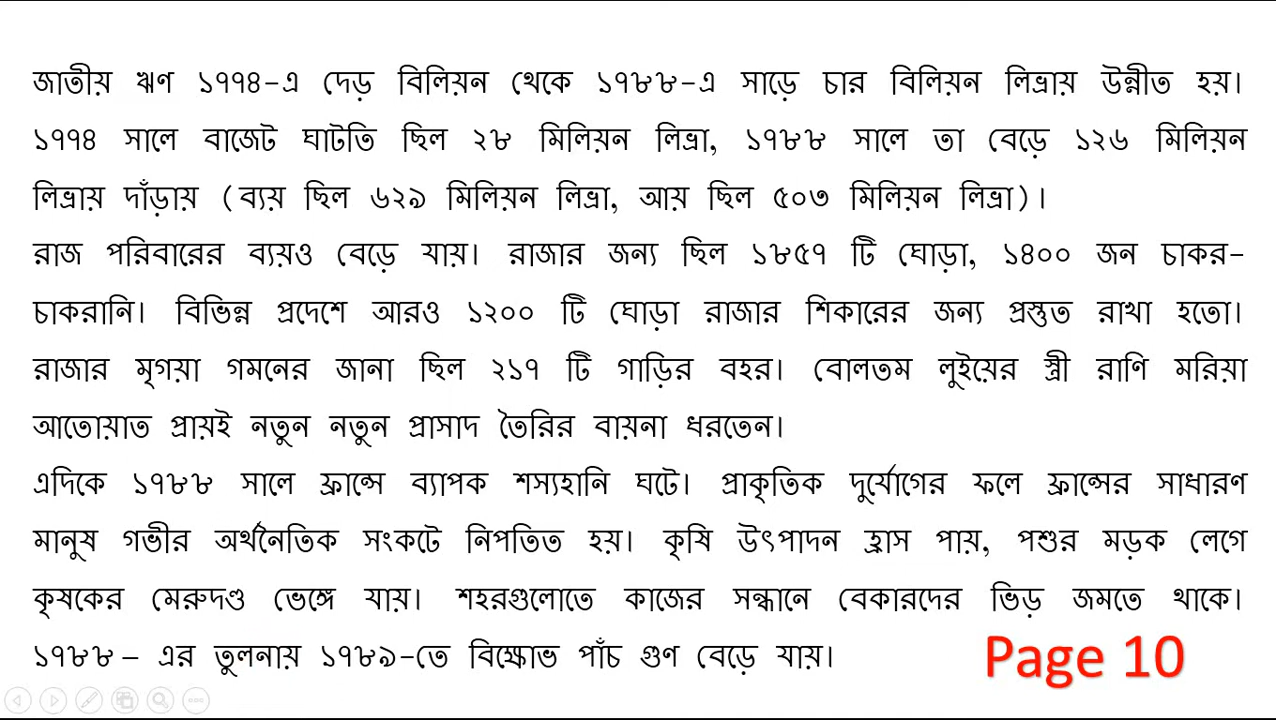 জাতীয় ঋণ ১৭৭৪-এ দেড় বিলিয়ন থেকে ১৭৮৮-এ সাড়ে চার বিলিয়ন লিভ্রায় উন্নীত হয়।
১৭৭৪ সালে বাজেট ঘাটতি ছিল ২৮ মিলিয়ন লিভ্রা, ১৭৮৮ সালে তা বেড়ে ১২৬ মিলিয়ন
লিভ্রায় দাঁড়ায় (ব্যয় ছিল ৬২৯ মিলিয়ন লিভ্রা, আয় ছিল ৫০৩ মিলিয়ন লিভ্রা)।
রাজ পরিবারের ব্যয়ও বেড়ে যায়। রাজার জন্য ছিল ১৮৫৭ টি ঘোড়া, ১৪০০ জন চাকর-
চাকরানি। বিভিন্ন প্রদেশে আরও ১২০০ টি ঘোড়া রাজার শিকারের জন্য প্রস্তুত রাখা হতো।
রাজার মৃগয়া গমনের জানা ছিল ২১৭ টি গাড়ির বহর। বোলতম লুইয়ের স্ত্রী রাণি মরিয়া
আতোয়াত প্রায়ই নতুন নতুন প্রাসাদ তৈরির বায়না ধরতেন।
এদিকে ১৭৮৮ সালে ফ্রান্সে ব্যাপক শস্যহানি ঘটে। প্রাকৃতিক দুর্যোগের ফলে ফ্রান্সের সাধারণ
মানুষ গভীর অর্থনৈতিক সংকটে নিপতিত হয়। কৃষি উৎপাদন হ্রাস পায়, পশুর মড়ক লেগে
কৃষকের মেরুদণ্ড ভেঙ্গে যায়। শহরগুলোতে কাজের সন্ধানে বেকারদের ভিড় জমতে থাকে।
১৭৮৮– এর তুলনায় ১৭৮৯-তে বিক্ষোভ পাঁচ গুণ বেড়ে যায়।
Page 10